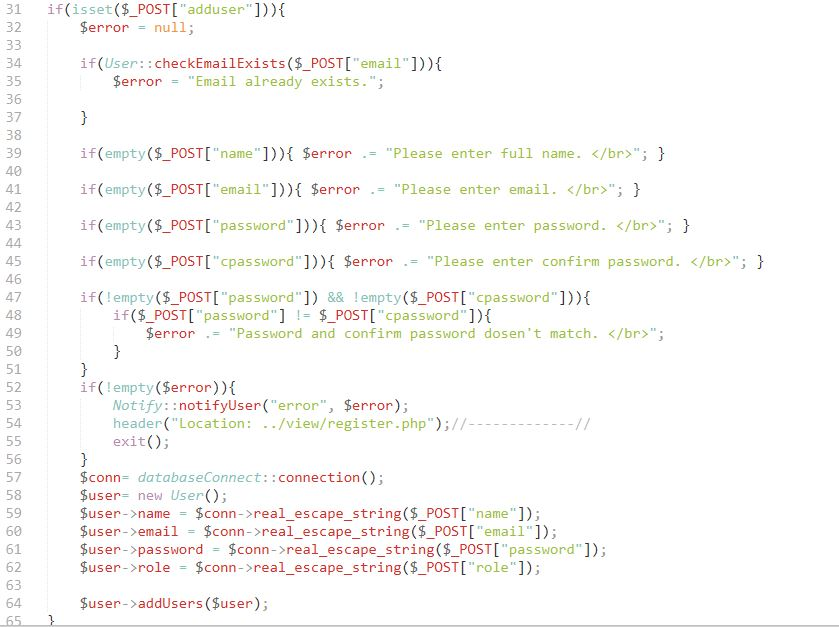 31 if(isset($_POST["adduser"])){
32 $error = null;
33
34 if(User::checkEmailExists($_POST["email"])){
35 $error = "Email already exists.";
36
37 }
38
39 if(empty($_POST["name"])){ $error .= "Please enter full name. </br>"; }
40
41 if(empty($_POST["email"])){ $error .= "Please enter email. </br>"; }
42
43 if(empty($_POST["password"])){ $error .= "Please enter password. </br>"; }
44
45 if(empty($_POST["cpassword"])){ $error .= "Please enter confirm password. </br>"; }
46
47 if(!empty($_POST["password"]) && !empty($_POST["cpassword"])){
48 if($_POST["password"] != $_POST["cpassword"]){
49 $error .= "Password and confirm password dosen't match. </br>";
50 }
51 }
52 if(!empty($error)){
53 Notify::notifyUser("error", $error);
54 header("Location: ../view/register.php");//-------------//
55 exit();
56 }
57 $conn= databaseConnect::connection();
58 $user= new User();
59 $user->name = $conn->real_escape_string($_POST["name"]);
60 $user->email = $conn->real_escape_string($_POST["email"]);
61 $user->password = $conn->real_escape_string($_POST["password"]);
62 $user->role = $conn->real_escape_string($_POST["role"]);
63
64 $user->addUsers($user);
65 }